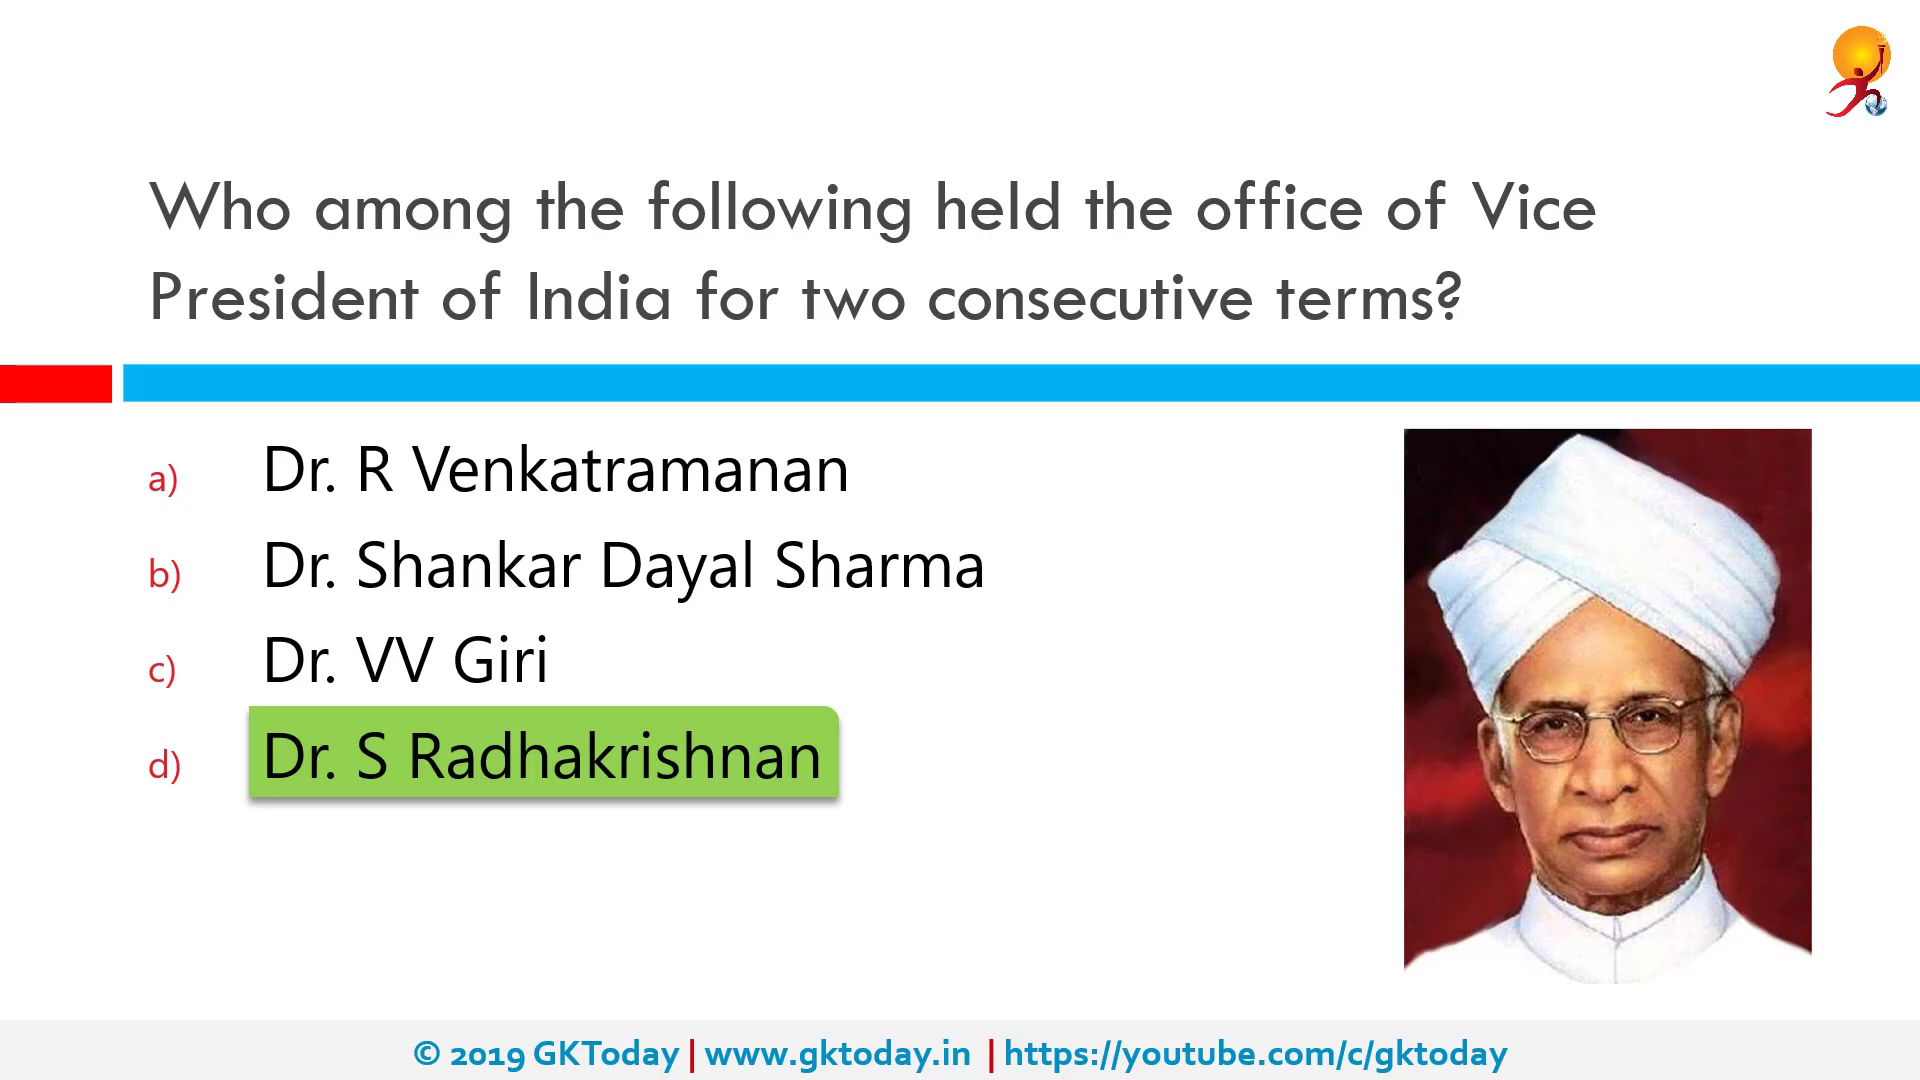 Who among the following held the office of Vice
President of India for two consecutive terms?
a) Dr. R Venkatramanan
b) Dr. Shankar Dayal Sharma
c) Dr. VV Giri
d) Dr. S Radhakrishnan
© 2019 GKToday | www.gktoday.in | https://youtube.com/c/gktoday